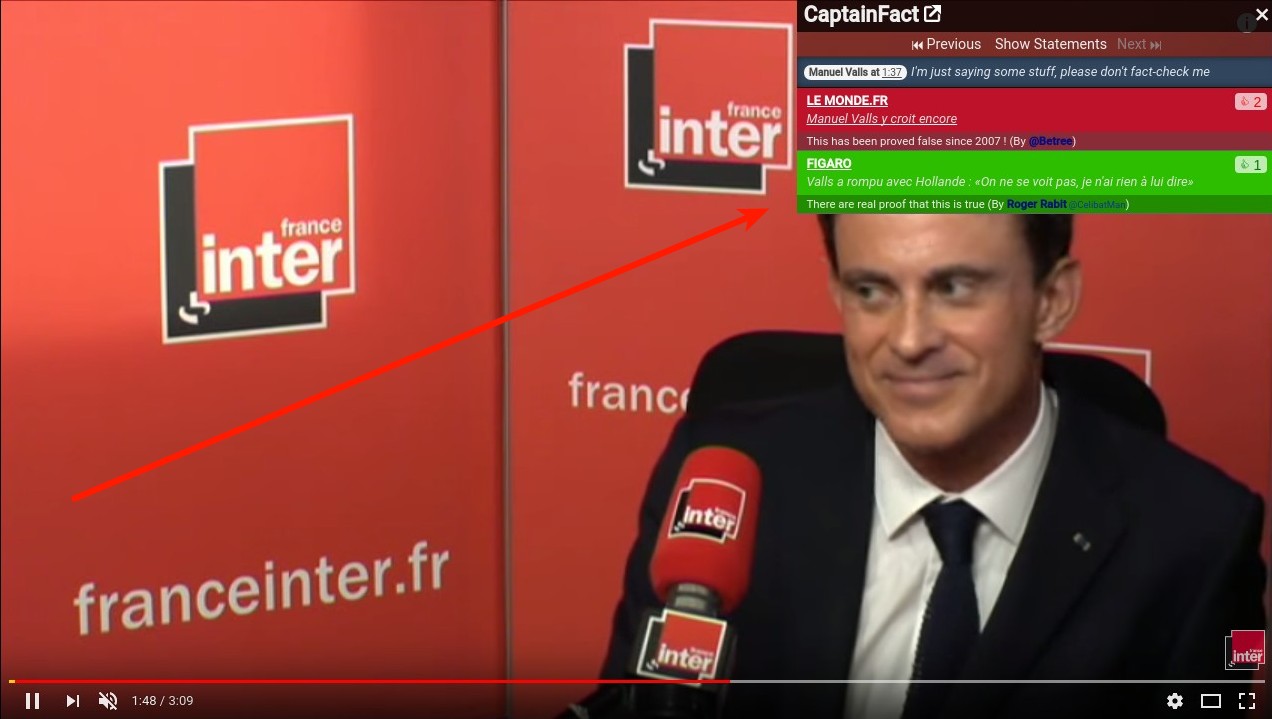 CaptainFact
Previous Show Statements Next
Manuel Valls at 1:37 I'm just saying some stuff, please don't fact-check me
LE MONDE.FR
2
Manuel Valls y croit encore
This has been proved false since 2007 ! (By @Betree)
FIGARO
1
Valls a rompu avec Hollande : «On ne se voit pas, je n'ai rien à lui dire»
There are real proof that this is true (By Roger Rabit @CelibatMan)
france
inter
france
inter
franc
france
inter
franceinter.fr
france
inter
inter
1:48 / 3:09